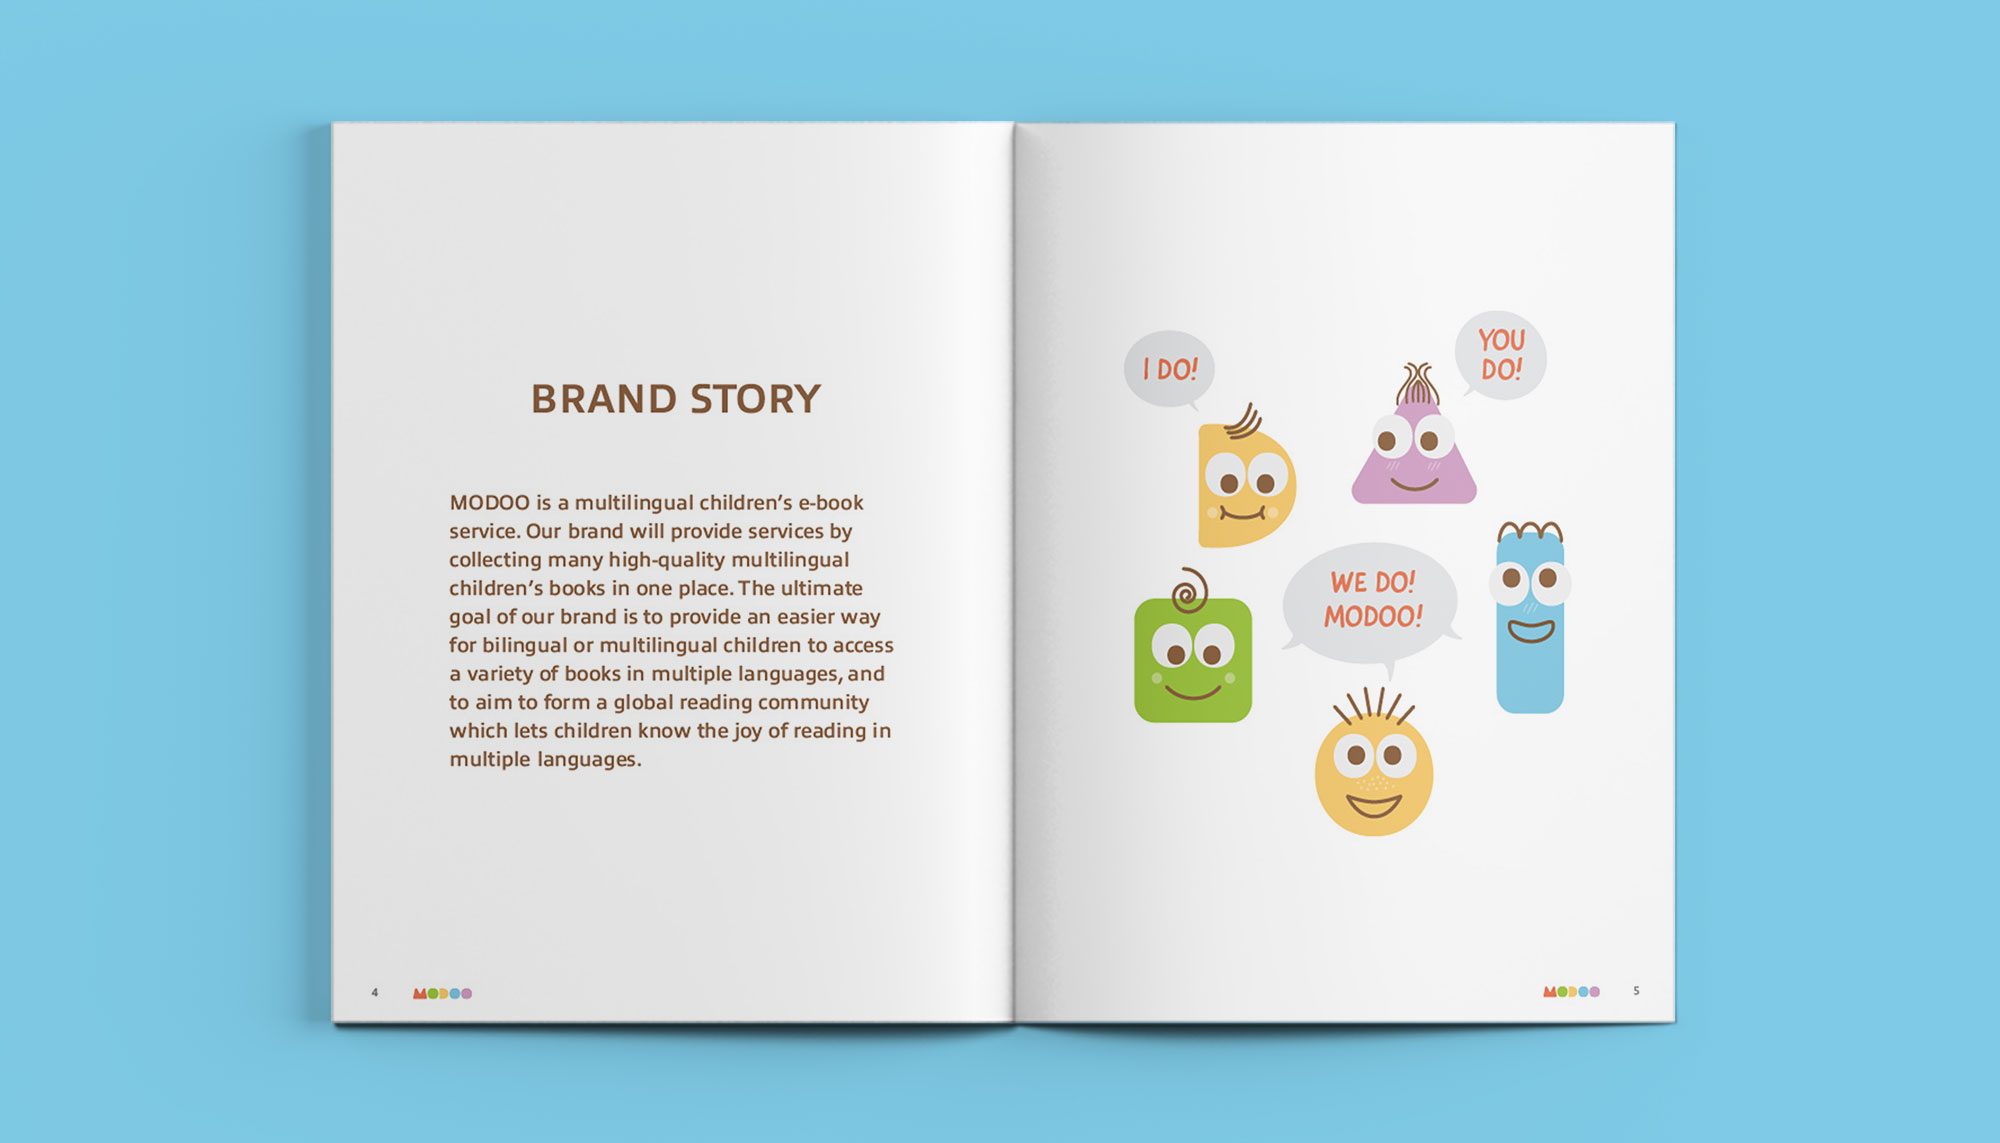 BRAND STORY
MODOO is a multilingual children's e-book
service. Our brand will provide services by
collecting many high-quality multilingual
children's books in one place. The ultimate
goal of our brand is to provide an easier way
for bilingual or multilingual children to access
a variety of books in multiple languages, and
to aim to form a global reading community
which lets children know the joy of reading in
multiple languages.
4
MODOO
I DO!
YOU
DO!
WE DO!
MODOO!
MODOO
5